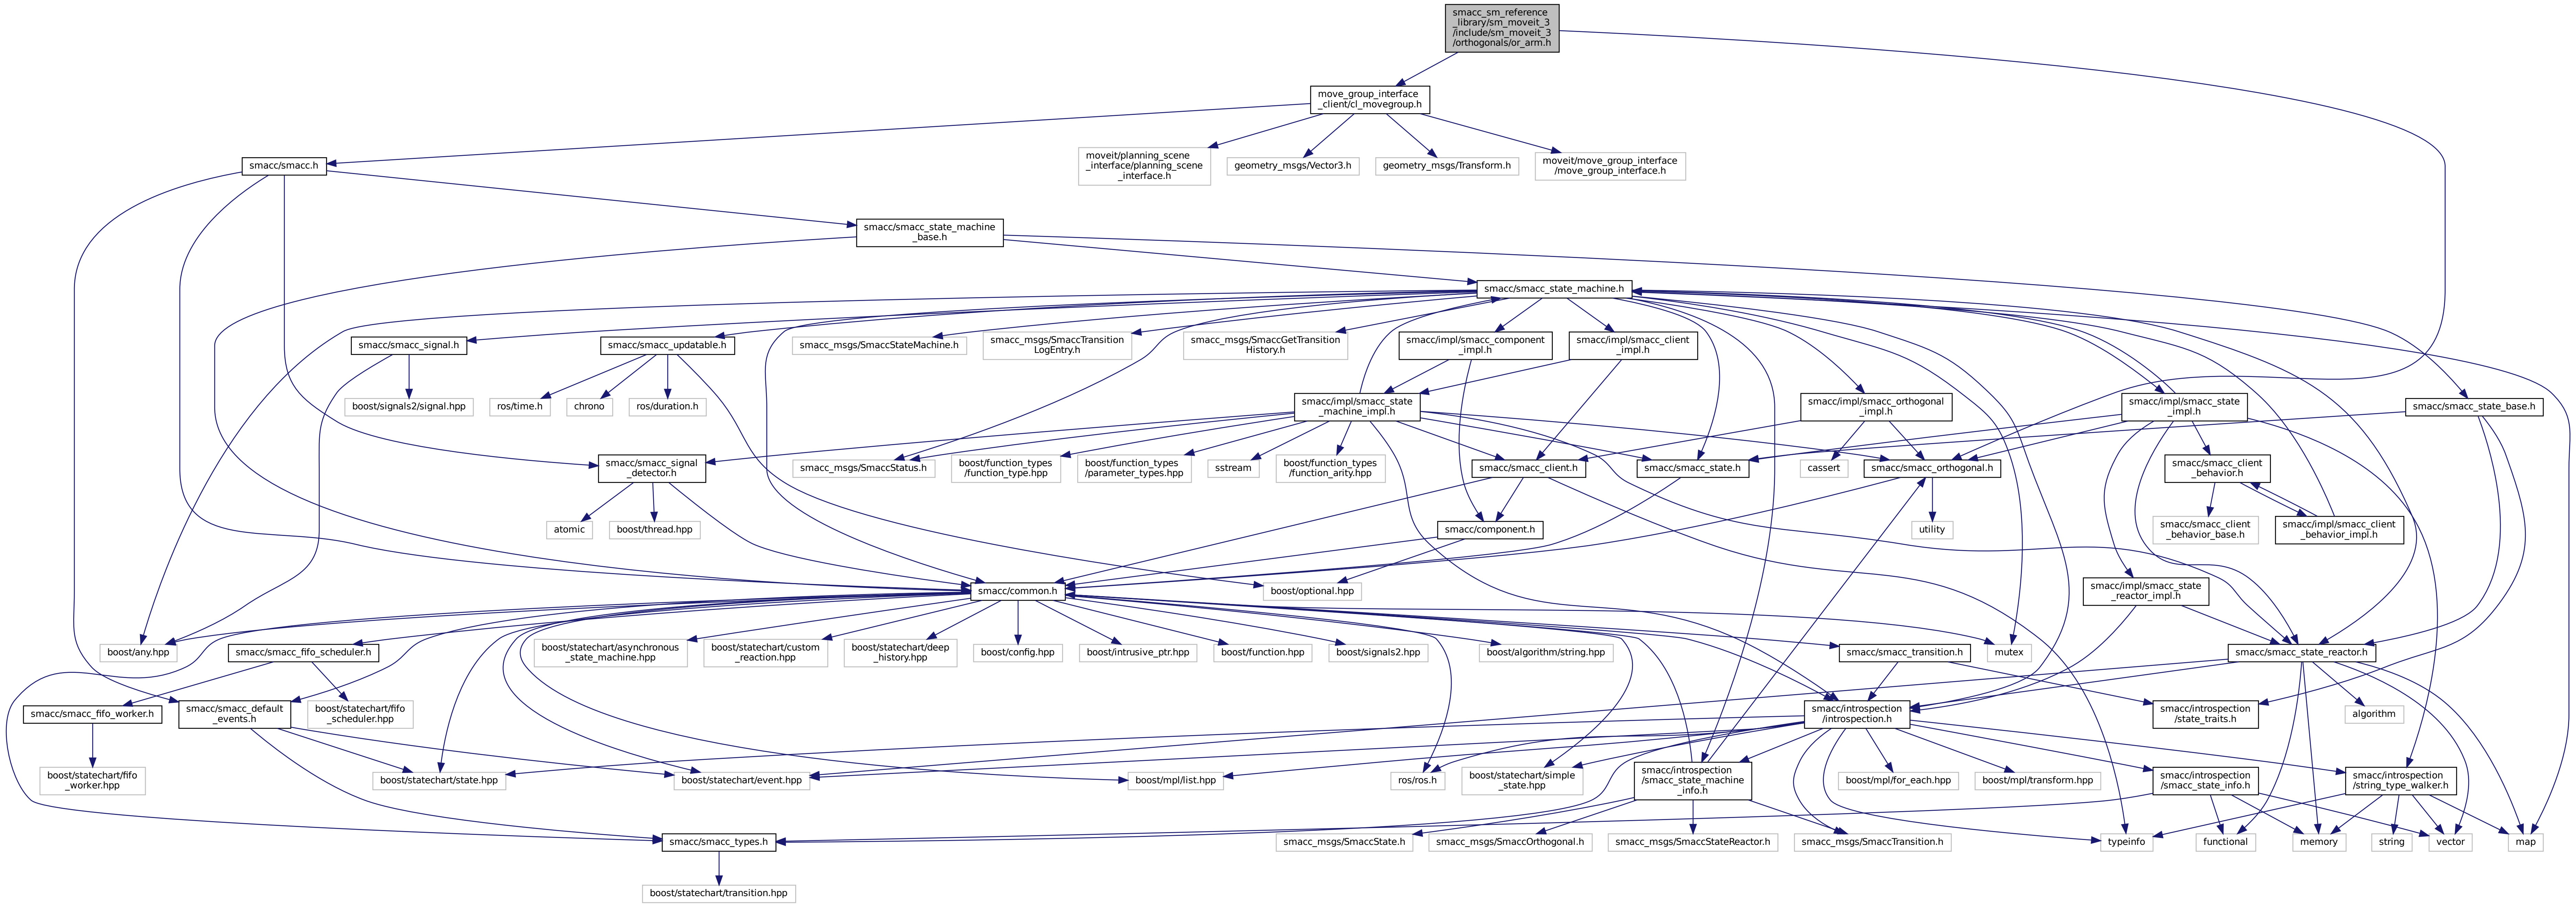 smacc_sm_reference
_library/sm_moveit_3
/include/sm_moveit_3
/orthogonals/or_arm.h
move_group_interface
_client/cl_movegroup.h
smacc/smacc.h
moveit/planning_scene
_interface/planning_scene
_interface.h
geometry_msgs/Vector3.h
geometry_msgs/Transform.h
moveit/move_group_interface
/move_group_interface.h
smacc/smacc_state_machine
_base.h
smacc/smacc_state_machine.h
smacc/smacc_signal.h
smacc/smacc_updatable.h
smacc_msgs/SmaccStateMachine.h
smacc_msgs/SmaccTransition
LogEntry.h
smacc_msgs/SmaccGetTransition
History.h
smacc/impl/smacc_component
_impl.h
smacc/impl/smacc_client
_impl.h
boost/signals2/signal.hpp
ros/time.h
chrono
ros/duration.h
smacc/impl/smacc_state
_machine_impl.h
smacc/impl/smacc_orthogonal
_impl.h
smacc/impl/smacc_state
_impl.h
smacc/smacc_state_base.h
smacc/smacc_signal
_detector.h
smacc_msgs/SmaccStatus.h
boost/function_types
/function_type.hpp
boost/function_types
/parameter_types.hpp
sstream
boost/function_types
/function_arity.hpp
smacc/smacc_client.h
smacc/smacc_state.h
cassert
smacc/smacc_orthogonal.h
smacc/smacc_client
_behavior.h
atomic
boost/thread.hpp
smacc/component.h
utility
smacc/smacc_client
_behavior_base.h
smacc/impl/smacc_client
_behavior_impl.h
smacc/common.h
boost/optional.hpp
smacc/impl/smacc_state
_reactor_impl.h
boost/any.hpp
smacc/smacc_fifo_scheduler.h
boost/statechart/asynchronous
_state_machine.hpp
boost/statechart/custom
_reaction.hpp
boost/statechart/deep
_history.hpp
boost/config.hpp
boost/intrusive_ptr.hpp
boost/function.hpp
boost/signals2.hpp
boost/algorithm/string.hpp
smacc/smacc_transition.h
mutex
smacc/smacc_state_reactor.h
smacc/smacc_fifo_worker.h
smacc/smacc_default
_events.h
boost/statechart/fifo
_scheduler.hpp
smacc/introspection
/introspection.h
smacc/introspection
/state_traits.h
algorithm
boost/statechart/fifo
_worker.hpp
boost/statechart/state.hpp
boost/statechart/event.hpp
boost/mpl/list.hpp
ros/ros.h
boost/statechart/simple
_state.hpp
smacc/introspection
/smacc_state_machine
_info.h
boost/mpl/for_each.hpp
boost/mpl/transform.hpp
smacc/introspection
/smacc_state_info.h
smacc/introspection
/string_type_walker.h
smacc/smacc_types.h
smacc_msgs/SmaccState.h
smacc_msgs/SmaccOrthogonal.h
smacc_msgs/SmaccStateReactor.h
smacc_msgs/SmaccTransition.h
typeinfo
functional
memory
string
vector
map
boost/statechart/transition.hpp